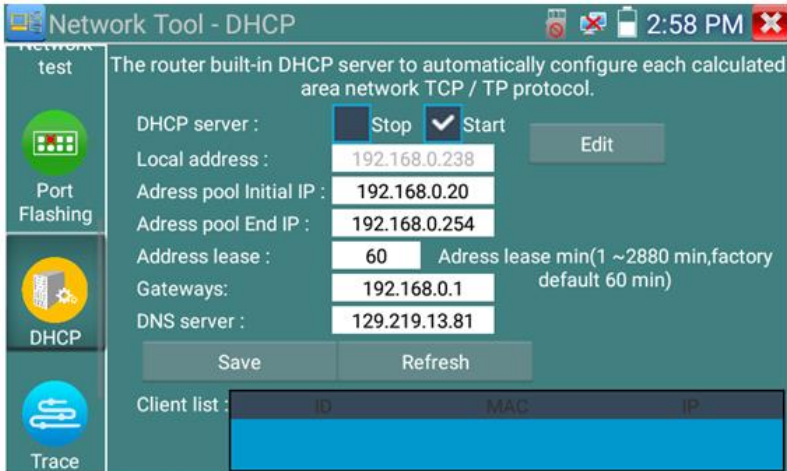 Network Tool - DHCP
2:58 PM
Network
test
The router built-in DHCP server to automatically configure each calculated
area network TCP / TP protocol.
DHCP server :
Stop
Start
Edit
Local address :
192.168.0.238
Port
Flashing
Adress pool Initial IP :
192.168.0.20
Adress pool End IP :
192.168.0.254
Address lease :
60
Adress lease min(1 ~2880 min,factory
default 60 min)
Gateways:
192.168.0.1
DNS server :
129.219.13.81
DHCP
Save
Refresh
Client list :
ID
MAC
IP
Trace